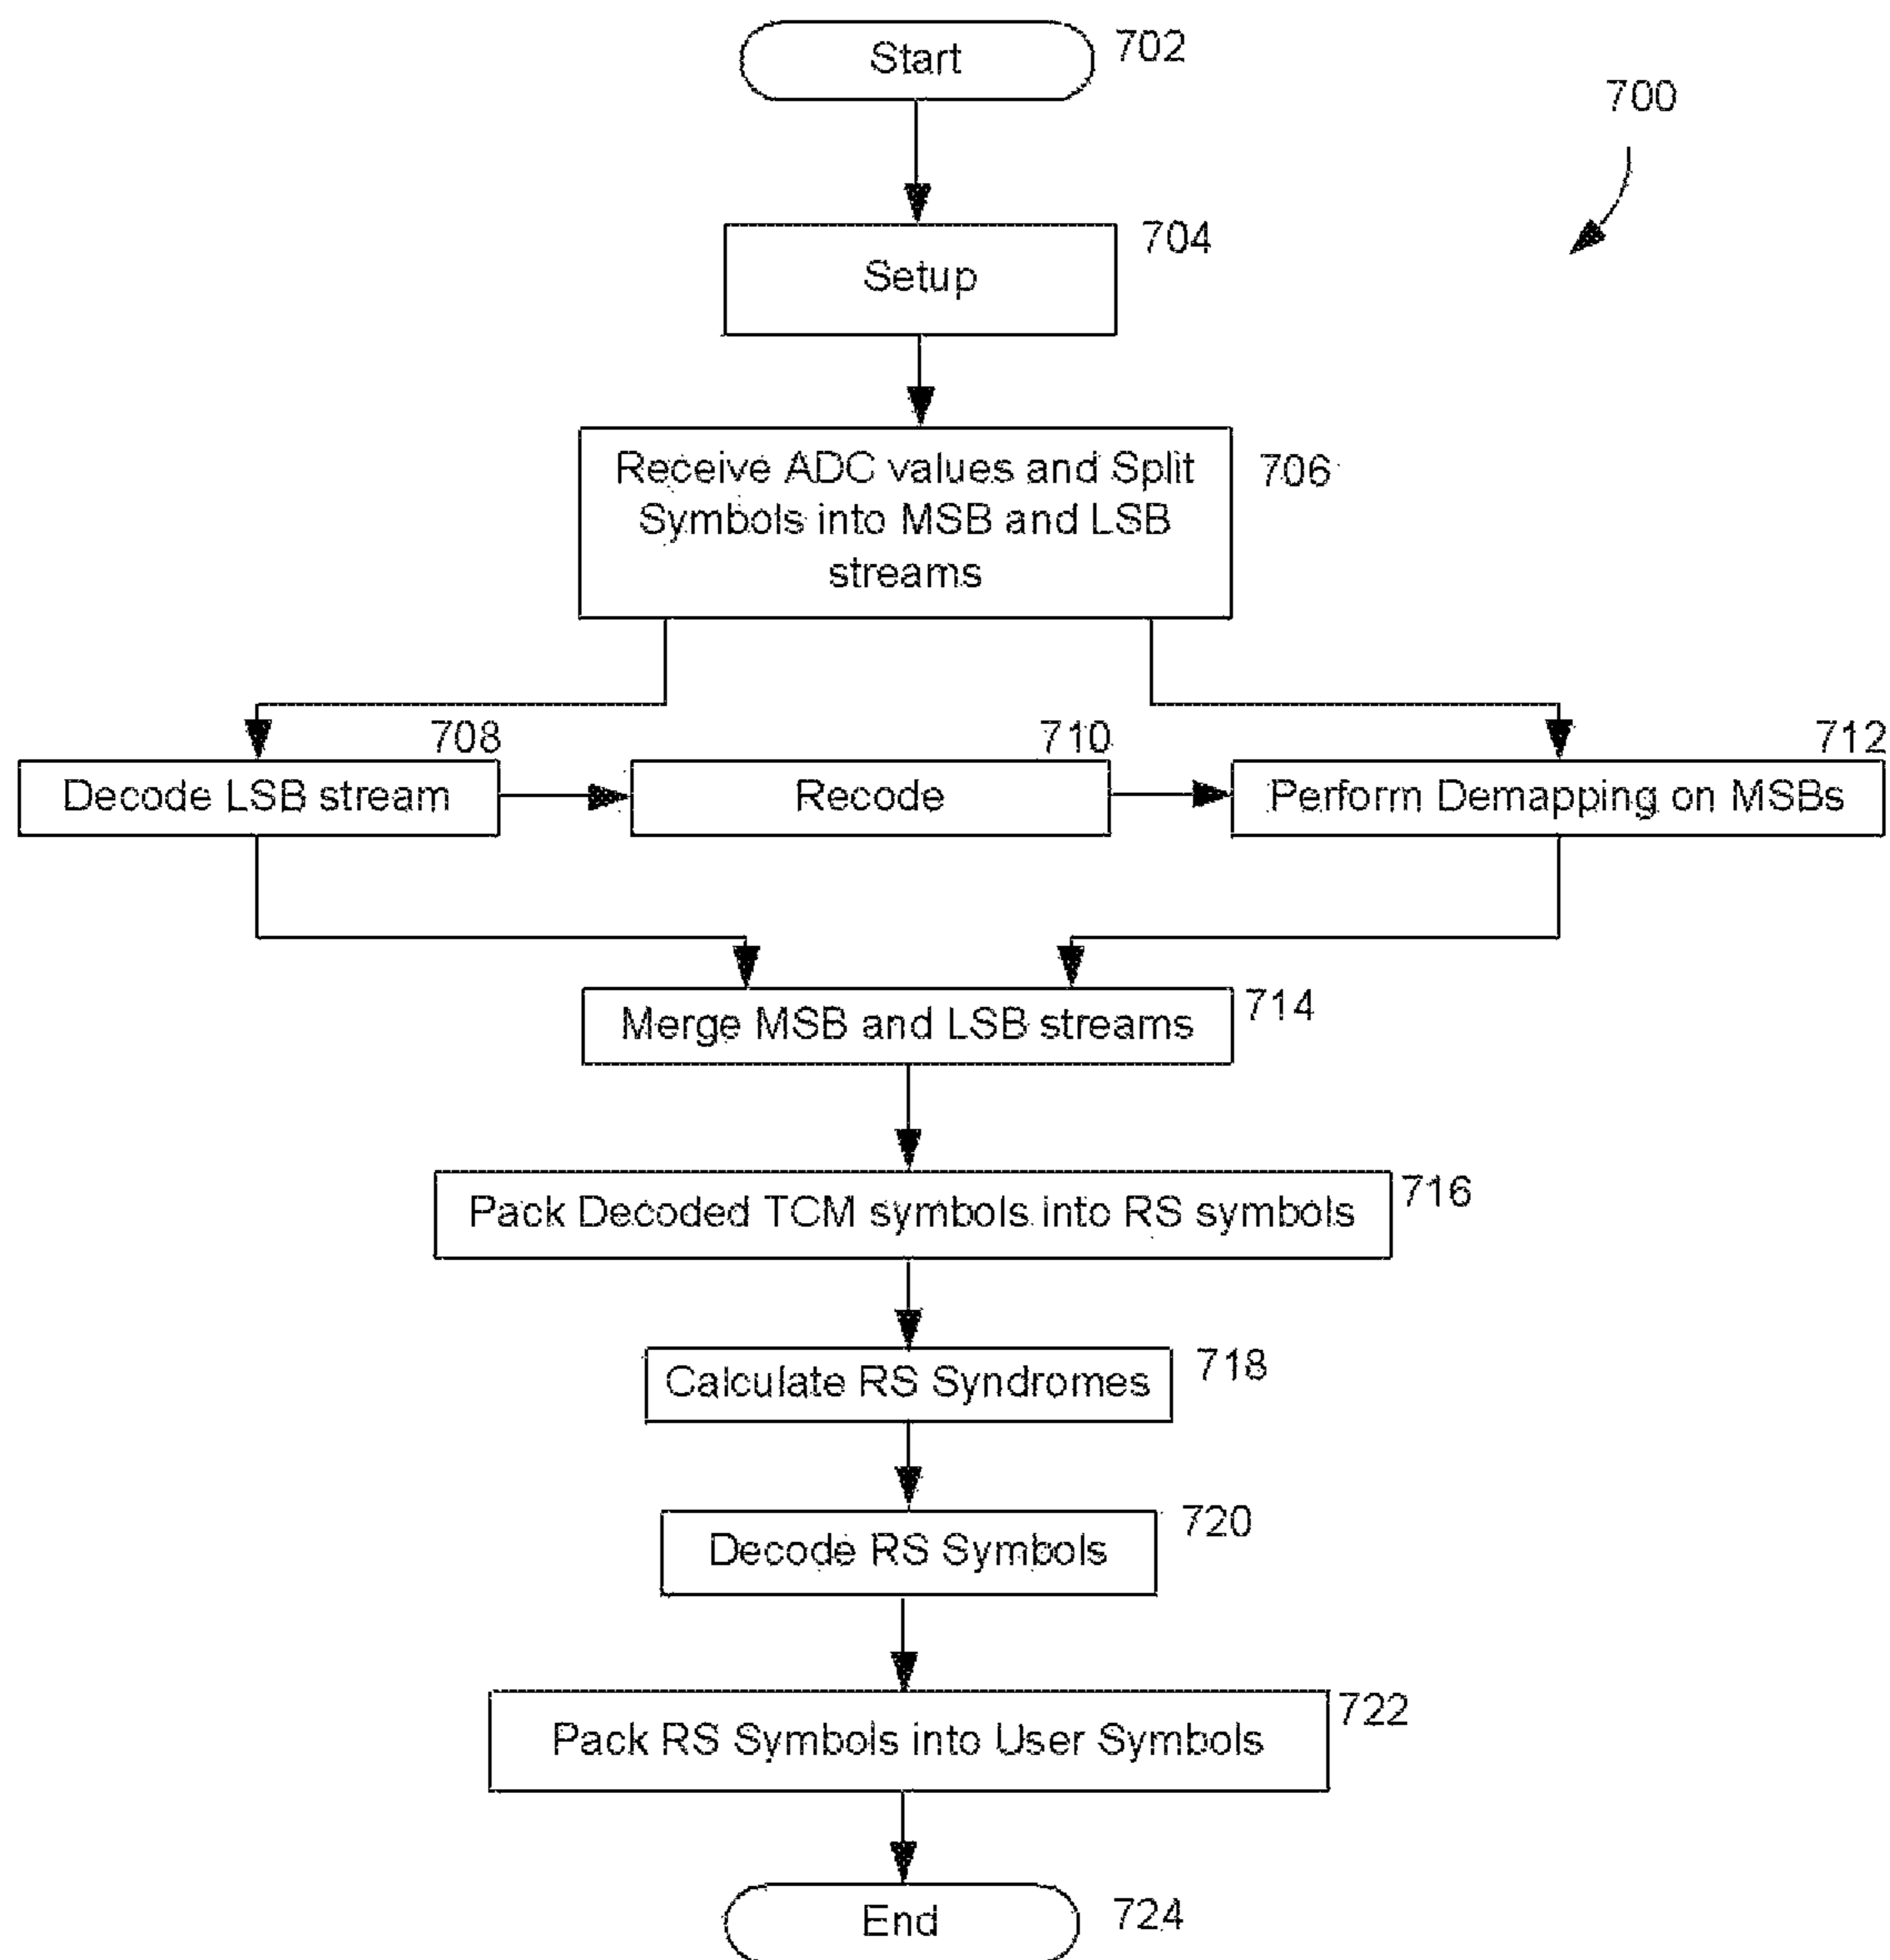 Start
702
700
704
Setup
Receive ADC values and Split
Symbols into MSB and LSB
streams
706
708
710
712
Decode LSB stream
Recode
Perform Demapping on MSBs
Merge MSB and LSB streams
714
Pack Decoded TCM symbols into RS symbols
716
Calculate RS Syndromes
718
Decode RS Symbols
720
Pack RS Symbols into User Symbols
722
End
724